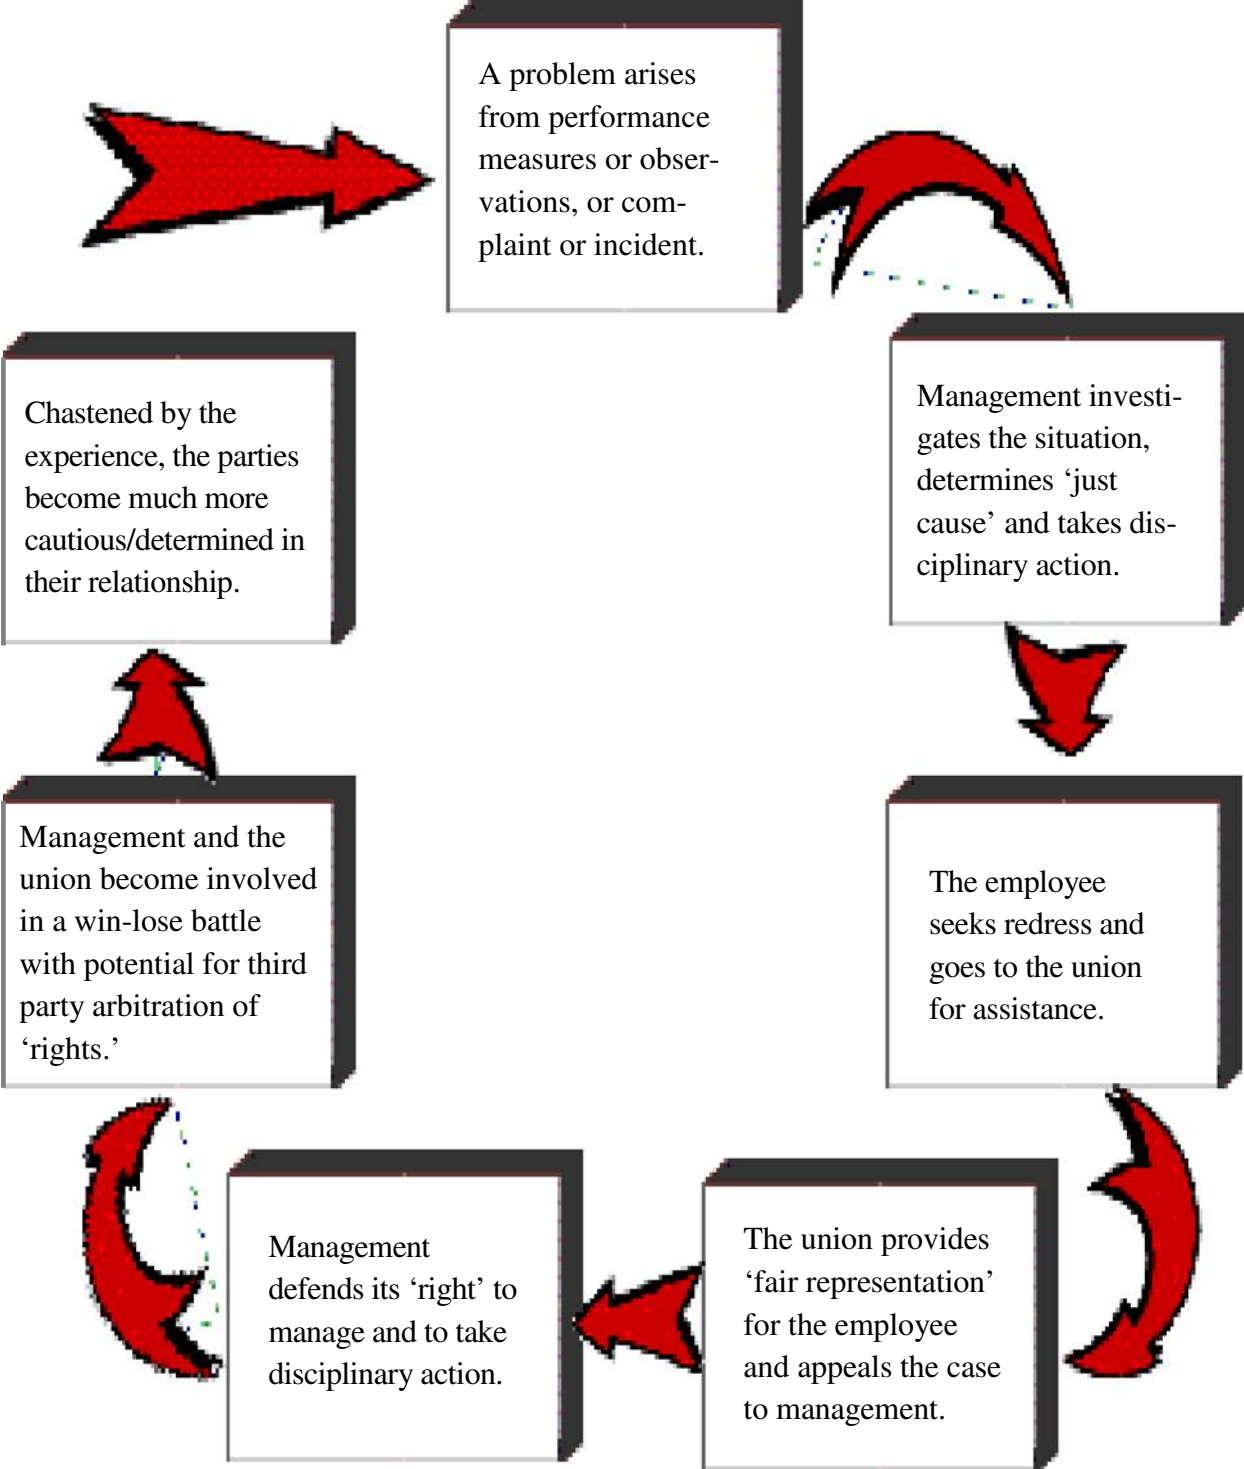 A problem arises
from performance
measures or obser-
vations, or com-
plaint or incident.
Management investi-
gates the situation,
determines ‘just
cause’ and takes dis-
ciplinary action.
The employee
seeks redress and
goes to the union
for assistance.
The union provides
‘fair representation’
for the employee
and appeals the case
to management.
Management
defends its ‘right’ to
manage and to take
disciplinary action.
Management and the
union become involved
in a win-lose battle
with potential for third
party arbitration of
‘rights.’
Chastened by the
experience, the parties
become much more
cautious/determined in
their relationship.